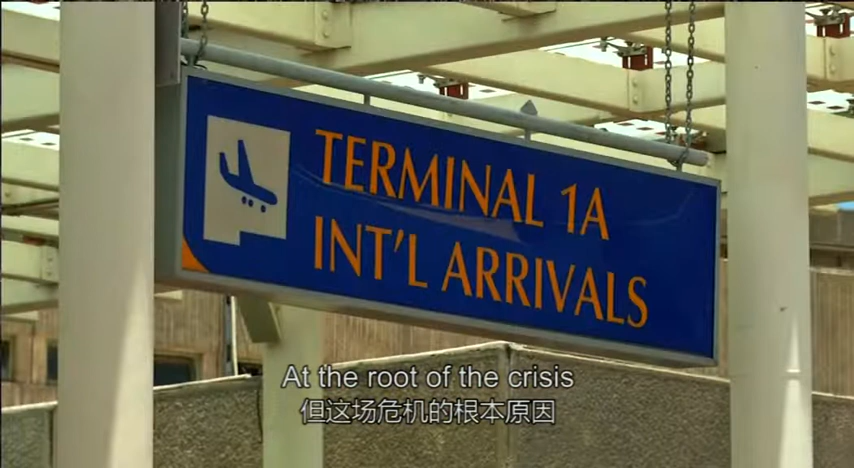 TERMINAL 1A
INT'L ARRIVALS
At the root of the crisis
但这场危机的根本原因